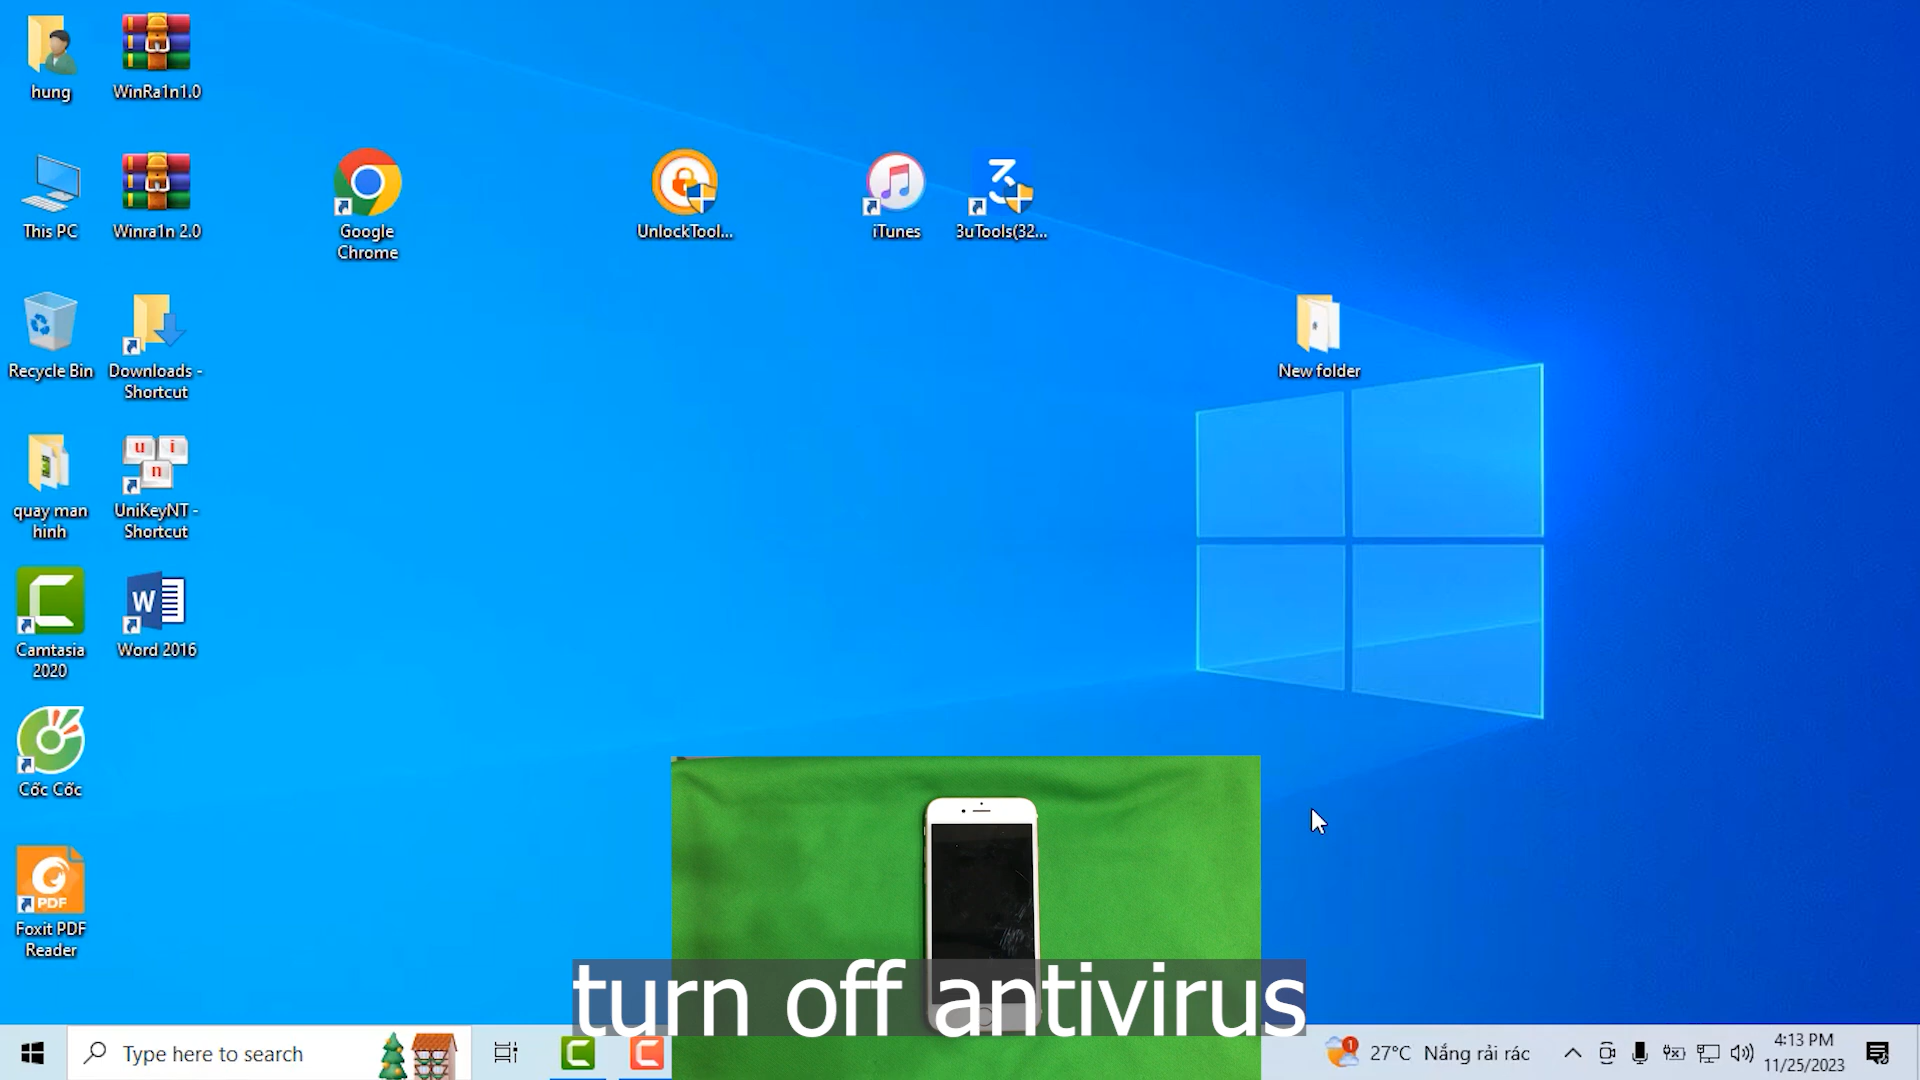 hung
WinRa1n1.0
This PC
Winra1n 2.0
Google
Chrome
UnlockTool...
iTunes
3uTools(32...
Recycle Bin
Downloads -
Shortcut
New folder
quay man
hinh
u i
n
UniKeyNT -
Shortcut
Camtasia
2020
W
Word 2016
Cốc Cốc
PDF
Foxit PDF
Reader
turn off antivirus
Type here to search
1
27°C Nắng rải rác
4:13 PM
11/25/2023